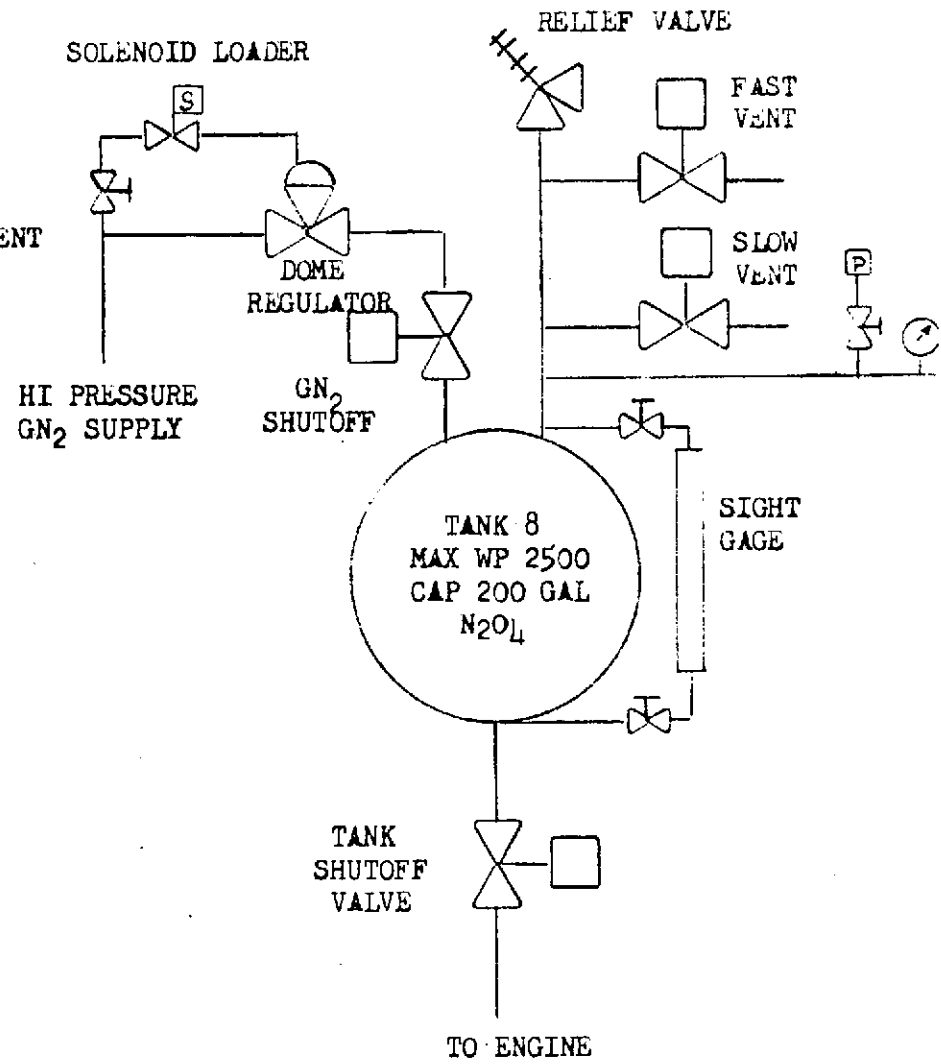 RELIEF VALVE
SOLENOID LOADER
S
FAST
VENT
ENT
SLOW
VENT
P
DOME
REGULATOR
HI PRESSURE
GN2 SUPPLY
GN2
SHUTOFF
TANK 8
MAX WP 2500
CAP 200 GAL
N2O4
SIGHT
GAGE
TANK
SHUTOFF
VALVE
TO ENGINE